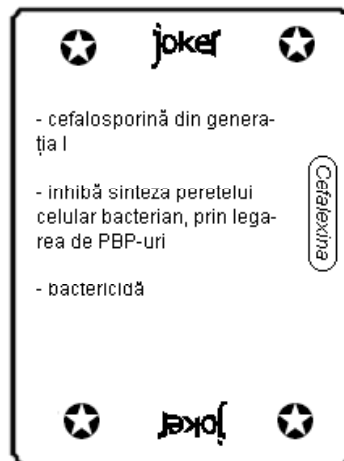 joker
- cefalosporină din genera-
ția I
- inhibă sinteza peretelui
celular bacterian, prin lega-
rea de PBP-uri
- bactericidă
Cefalexina
joker